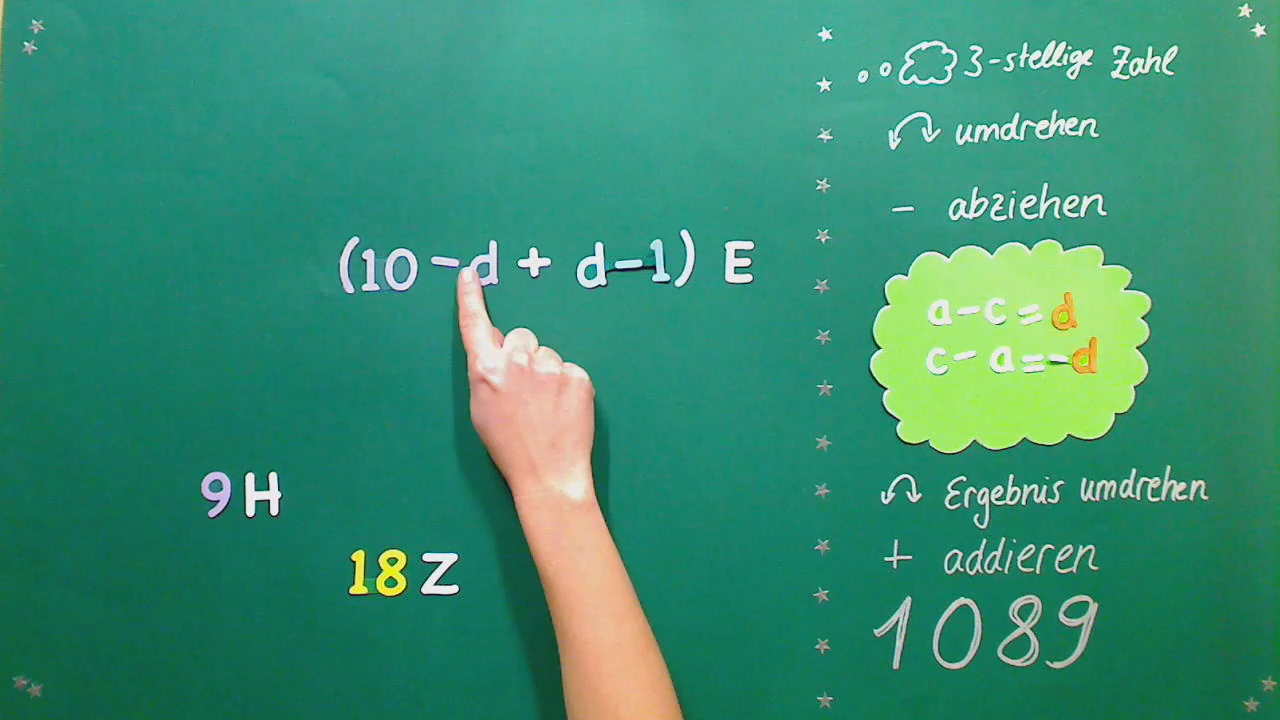 (10 - d + d - 1) E
9 H
18 Z
3-stellige Zahl
umdrehen
- abziehen
a - c = d
c - a = - d
Ergebnis umdrehen
+ addieren
1089